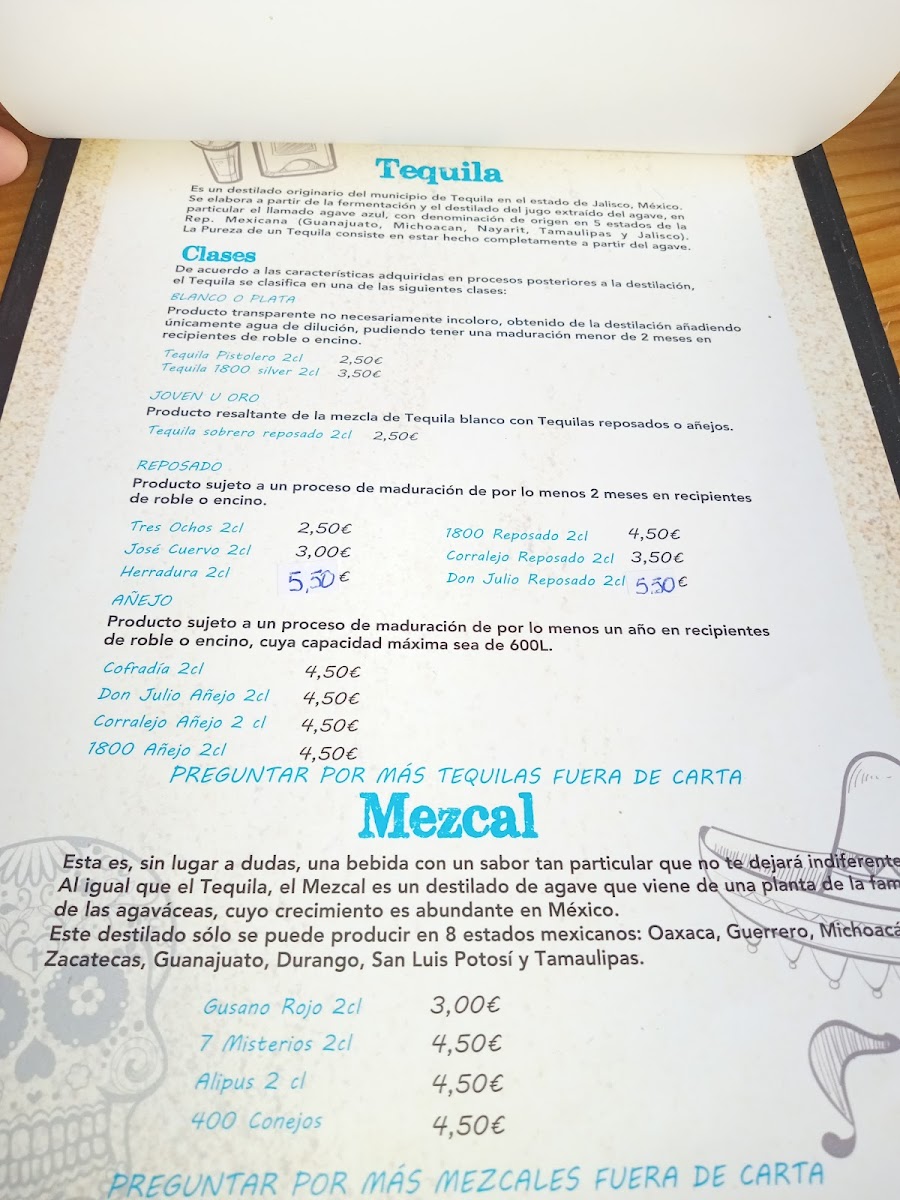 Tequila
Es un destilado originario del municipio de Tequila en el estado de Jalisco, México.
Se elabora a partir de la fermentación y el destilado del jugo extraído del agave, en
particular el llamado agave azul, con denominación de origen en 5 estados de la
Rep. Mexicana (Guanajuato, Michoacan, Nayarit, Tamaulipas y Jalisco).
La Pureza de un Tequila consiste en estar hecho completamente a partir del agave.
Clases
De acuerdo a las características adquiridas en procesos posteriores a la destilación,
el Tequila se clasifica en una de las siguientes clases:
BLANCO O PLATA
Producto transparente no necesariamente incoloro, obtenido de la destilación añadiendo
únicamente agua de dilución, pudiendo tener una maduración menor de 2 meses en
recipientes de roble o encino.
Tequila Pistolero 2cl 2,50€
Tequila 1800 silver 2cl 3,50€
JOVEN U ORO
Producto resaltante de la mezcla de Tequila blanco con Tequilas reposados o añejos.
Tequila sobrero reposado 2cl 2,50€
REPOSADO
Producto sujeto a un proceso de maduración de por lo menos 2 meses en recipientes
de roble o encino.
Tres Ochos 2cl 2,50€ 1800 Reposado 2cl 4,50€
José Cuervo 2cl 3,00€ Corralejo Reposado 2cl 3,50€
Herradura 2cl 5,50€ Don Julio Reposado 2cl 5.50€
AÑEJO
Producto sujeto a un proceso de maduración de por lo menos un año en recipientes
de roble o encino, cuya capacidad máxima sea de 600L.
Cofradía 2cl 4,50€
Don Julio Añejo 2cl 4,50€
Corralejo Añejo 2 cl 4,50€
1800 Añejo 2cl 4,50€
PREGUNTAR POR MÁS TEQUILAS FUERA DE CARTA
Mezcal
Esta es, sin lugar a dudas, una bebida con un sabor tan particular que no te dejará indiferente
Al igual que el Tequila, el Mezcal es un destilado de agave que viene de una planta de la fam
de las agaváceas, cuyo crecimiento es abundante en México.
Este destilado sólo se puede producir en 8 estados mexicanos: Oaxaca, Guerrero, Michoacá
Zacatecas, Guanajuato, Durango, San Luis Potosí y Tamaulipas.
Gusano Rojo 2cl 3,00€
7 Misterios 2cl 4,50€
Alipus 2 cl 4,50€
400 Conejos 4,50€
PREGUNTAR POR MÁS MEZCALES FUERA DE CARTA